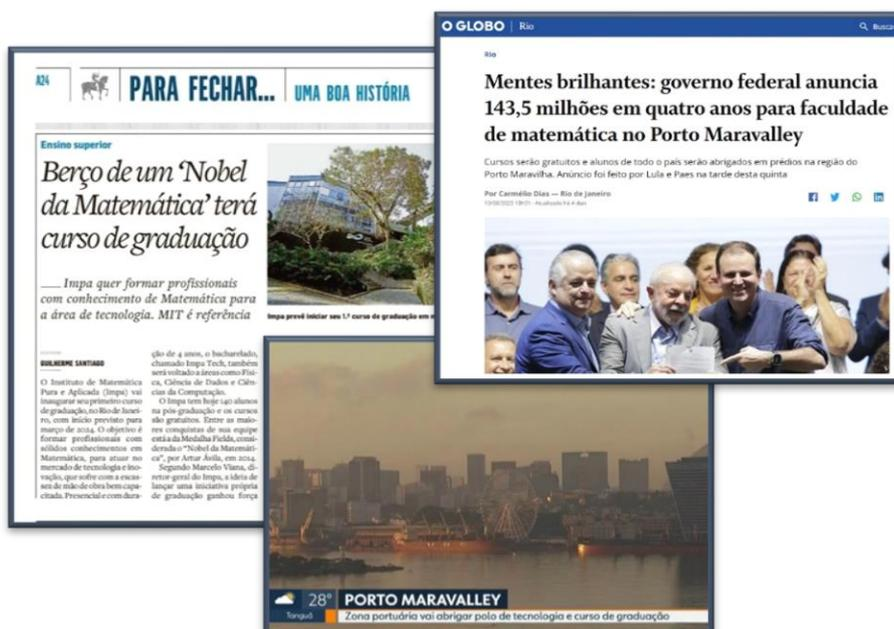 A24
PARA FECHAR...
UMA BOA HISTÓRIA
Ensino superior
Berço de um ‘Nobel
da Matemática’ terá
curso de graduação
___ Impa quer formar profissionais
com conhecimento de Matemática para
a área de tecnologia. MIT é referência
Impa prevê iniciar seu 1.º curso de graduação em
GUILHERME SANTIAGO
O Instituto de Matemática
Pura e Aplicada (Impa) vai
inaugurar seu primeiro curso
de graduação, no Rio de Janei-
ro, com início previsto para
março de 2024. O objetivo é
formar profissionais com
sólidos conhecimentos em
Matemática, para atuar no
mercado de tecnologia e ino-
vação, que sofre com a escas-
sez de mão de obra bem capa-
citada. Presencial e com dura-
ção de 4 anos, o bacharelado,
chamado Impa Tech, também
será voltado a áreas como Físi-
ca, Ciência de Dados e Ciên-
cias da Computação.
O Impa tem hoje 140 alunos
na pós-graduação e os cursos
são gratuitos. Entre as maio-
res conquistas de sua equipe
está a da Medalha Fields, consi-
derada o “Nobel da Matemáti-
ca”, por Artur Ávila, em 2014.
Segundo Marcelo Viana, di-
retor-geral do Impa, a ideia de
lançar uma iniciativa própria
de graduação ganhou força
O GLOBO | Rio
Busca
Rio
Mentes brilhantes: governo federal anuncia
143,5 milhões em quatro anos para faculdade
de matemática no Porto Maravalley
Cursos serão gratuitos e alunos de todo o país serão abrigados em prédios na região do
Porto Maravilha. Anúncio foi feito por Lula e Paes na tarde desta quinta
Por Carmélio Dias — Rio de Janeiro
28°
PORTO MARAVALLEY
Tanguá
Zona portuária vai abrigar polo de tecnologia e curso de graduação